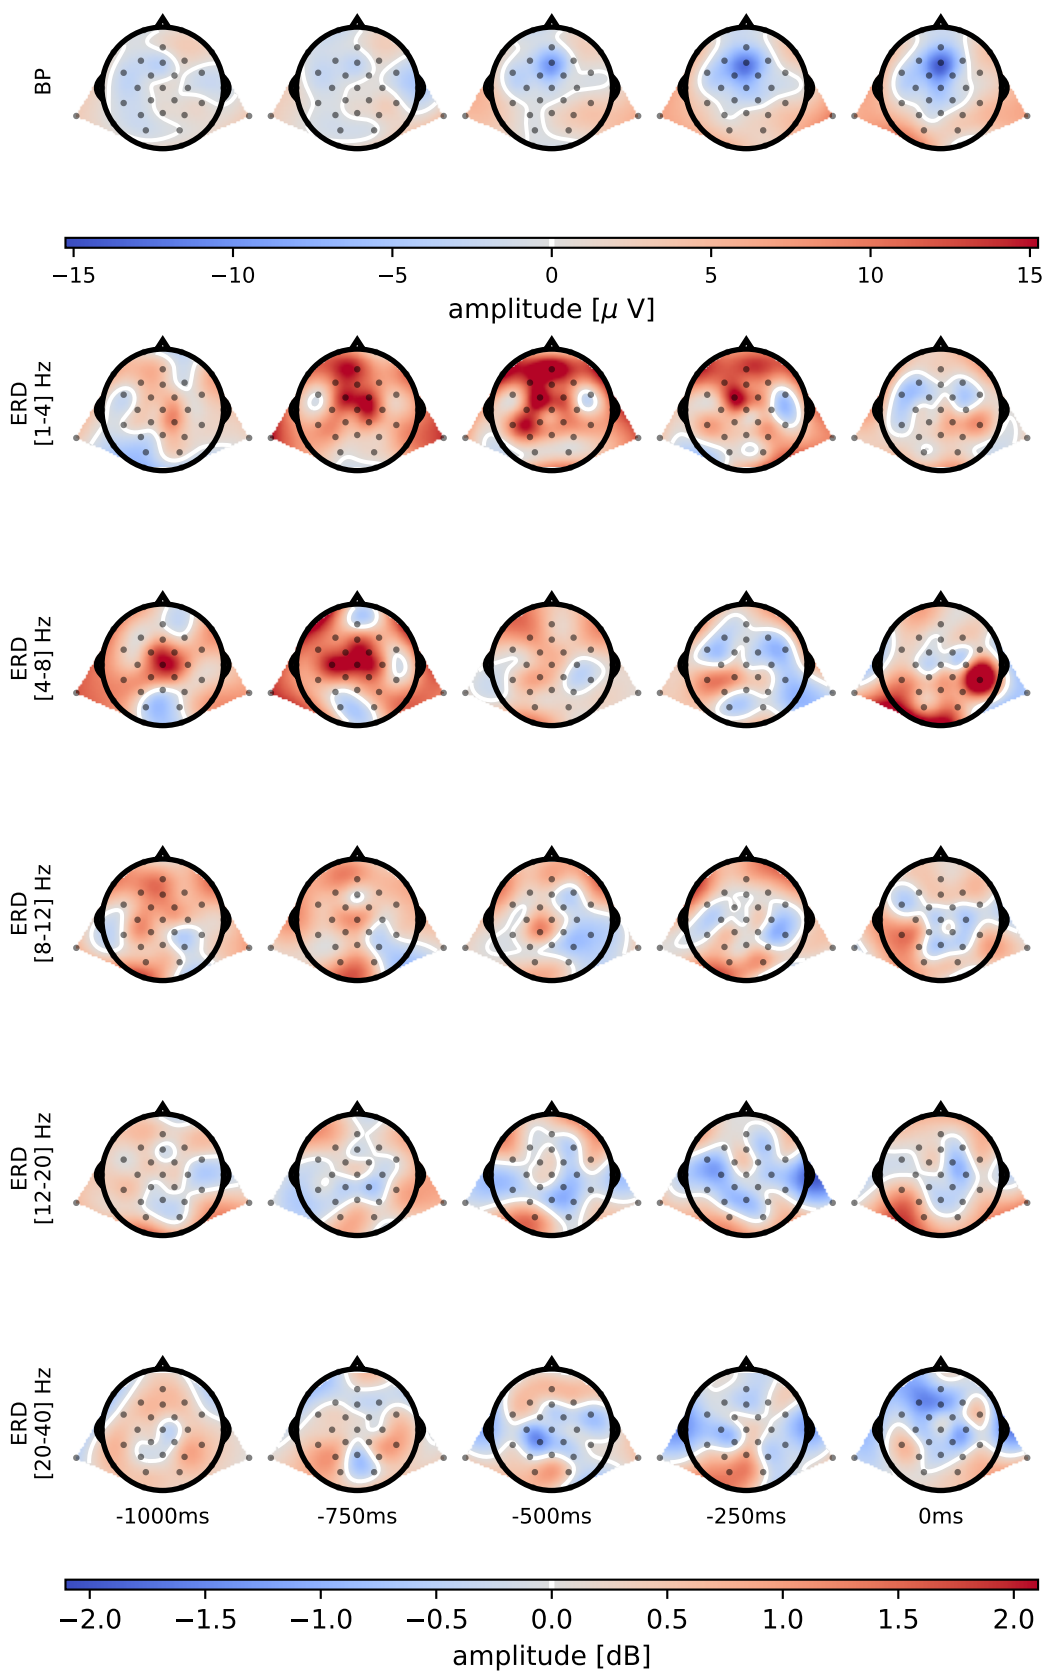 BP
−15 −10 −5 0 5 10 15
amplitude [μ V]
ERD
[1-4] Hz
ERD
[4-8] Hz
ERD
[8-12] Hz
ERD
[12-20] Hz
ERD
[20-40] Hz
-1000ms -750ms -500ms -250ms 0ms
−2.0 −1.5 −1.0 −0.5 0.0 0.5 1.0 1.5 2.0
amplitude [dB]